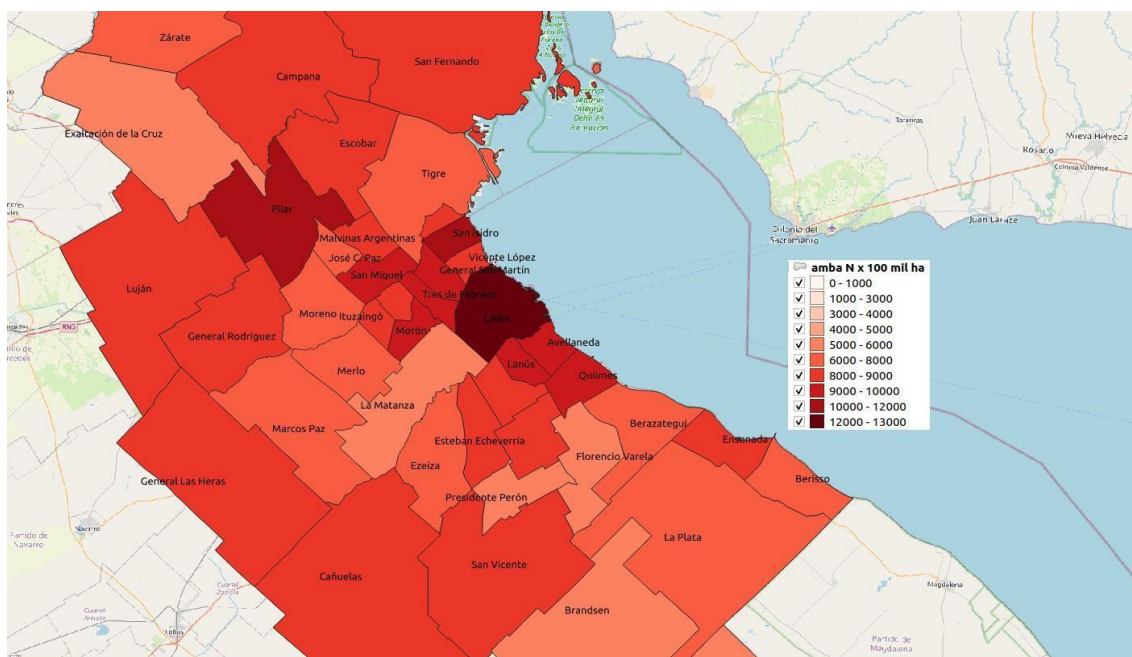 Zárate
Campana
San Fernando
Exaltación de la Cruz
Escobar
Tigre
Pilar
San Isidro
Malvinas Argentinas
José C. Paz
Vicente López
General San Martín
San Miguel
Luján
Tres de Febrero
Moreno
Ituzaingó
CABA
General Rodríguez
Morón
Avellaneda
Lanús
Merlo
Quilmes
La Matanza
Marcos Paz
Berazategui
Esteban Echeverría
Ensenada
Florencio Varela
Ezeiza
General Las Heras
Berisso
Presidente Perón
La Plata
San Vicente
Cañuelas
Brandsen
Tarariras
Nueva Helvecia
Rosario
Colonia Valdense
Juan Lacaze
Colonia del
Sacramento
amba N x 100 mil ha
0 - 1000
1000 - 3000
3000 - 4000
4000 - 5000
5000 - 6000
6000 - 8000
8000 - 9000
9000 - 10000
10000 - 12000
12000 - 13000
RN5
Navarro
Partido de
Navarro
Lobos
Magdalena
Partido de
Magdalena